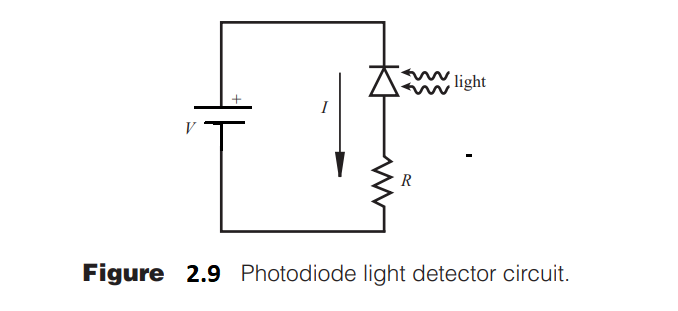 +
light
I
V
R
Figure 2.9 Photodiode light detector circuit.